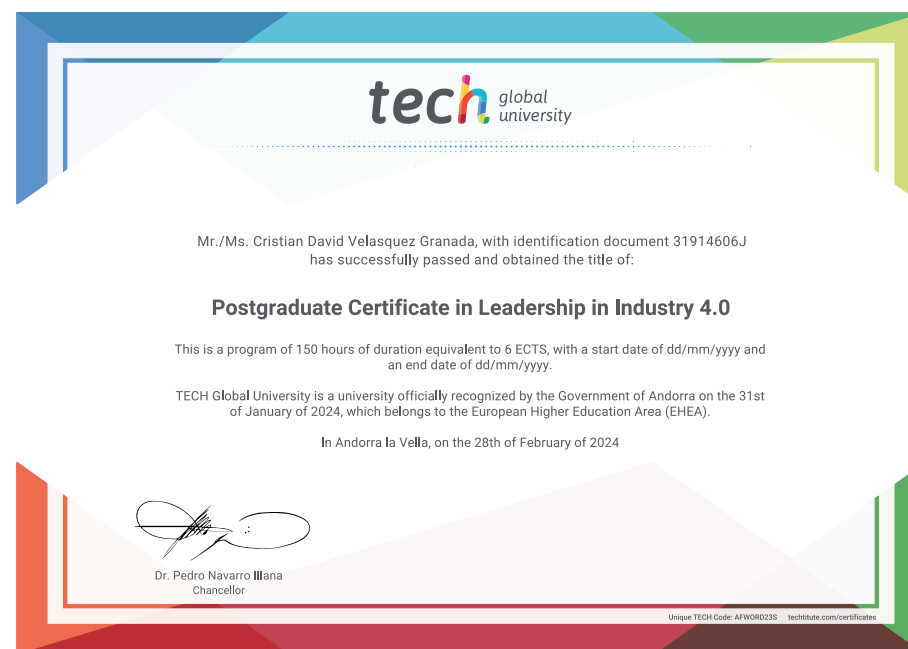 tech global university
Mr./Ms. Cristian David Velasquez Granada, with identification document 31914606J
has successfully passed and obtained the title of:
Postgraduate Certificate in Leadership in Industry 4.0
This is a program of 150 hours of duration equivalent to 6 ECTS, with a start date of dd/mm/yyyy and
an end date of dd/mm/yyyy.
TECH Global University is a university officially recognized by the Government of Andorra on the 31st
of January of 2024, which belongs to the European Higher Education Area (EHEA).
In Andorra la Vella, on the 28th of February of 2024
Dr. Pedro Navarro Illana
Chancellor
Unique TECH Code: AFWORD23S techtitute.com/certificates